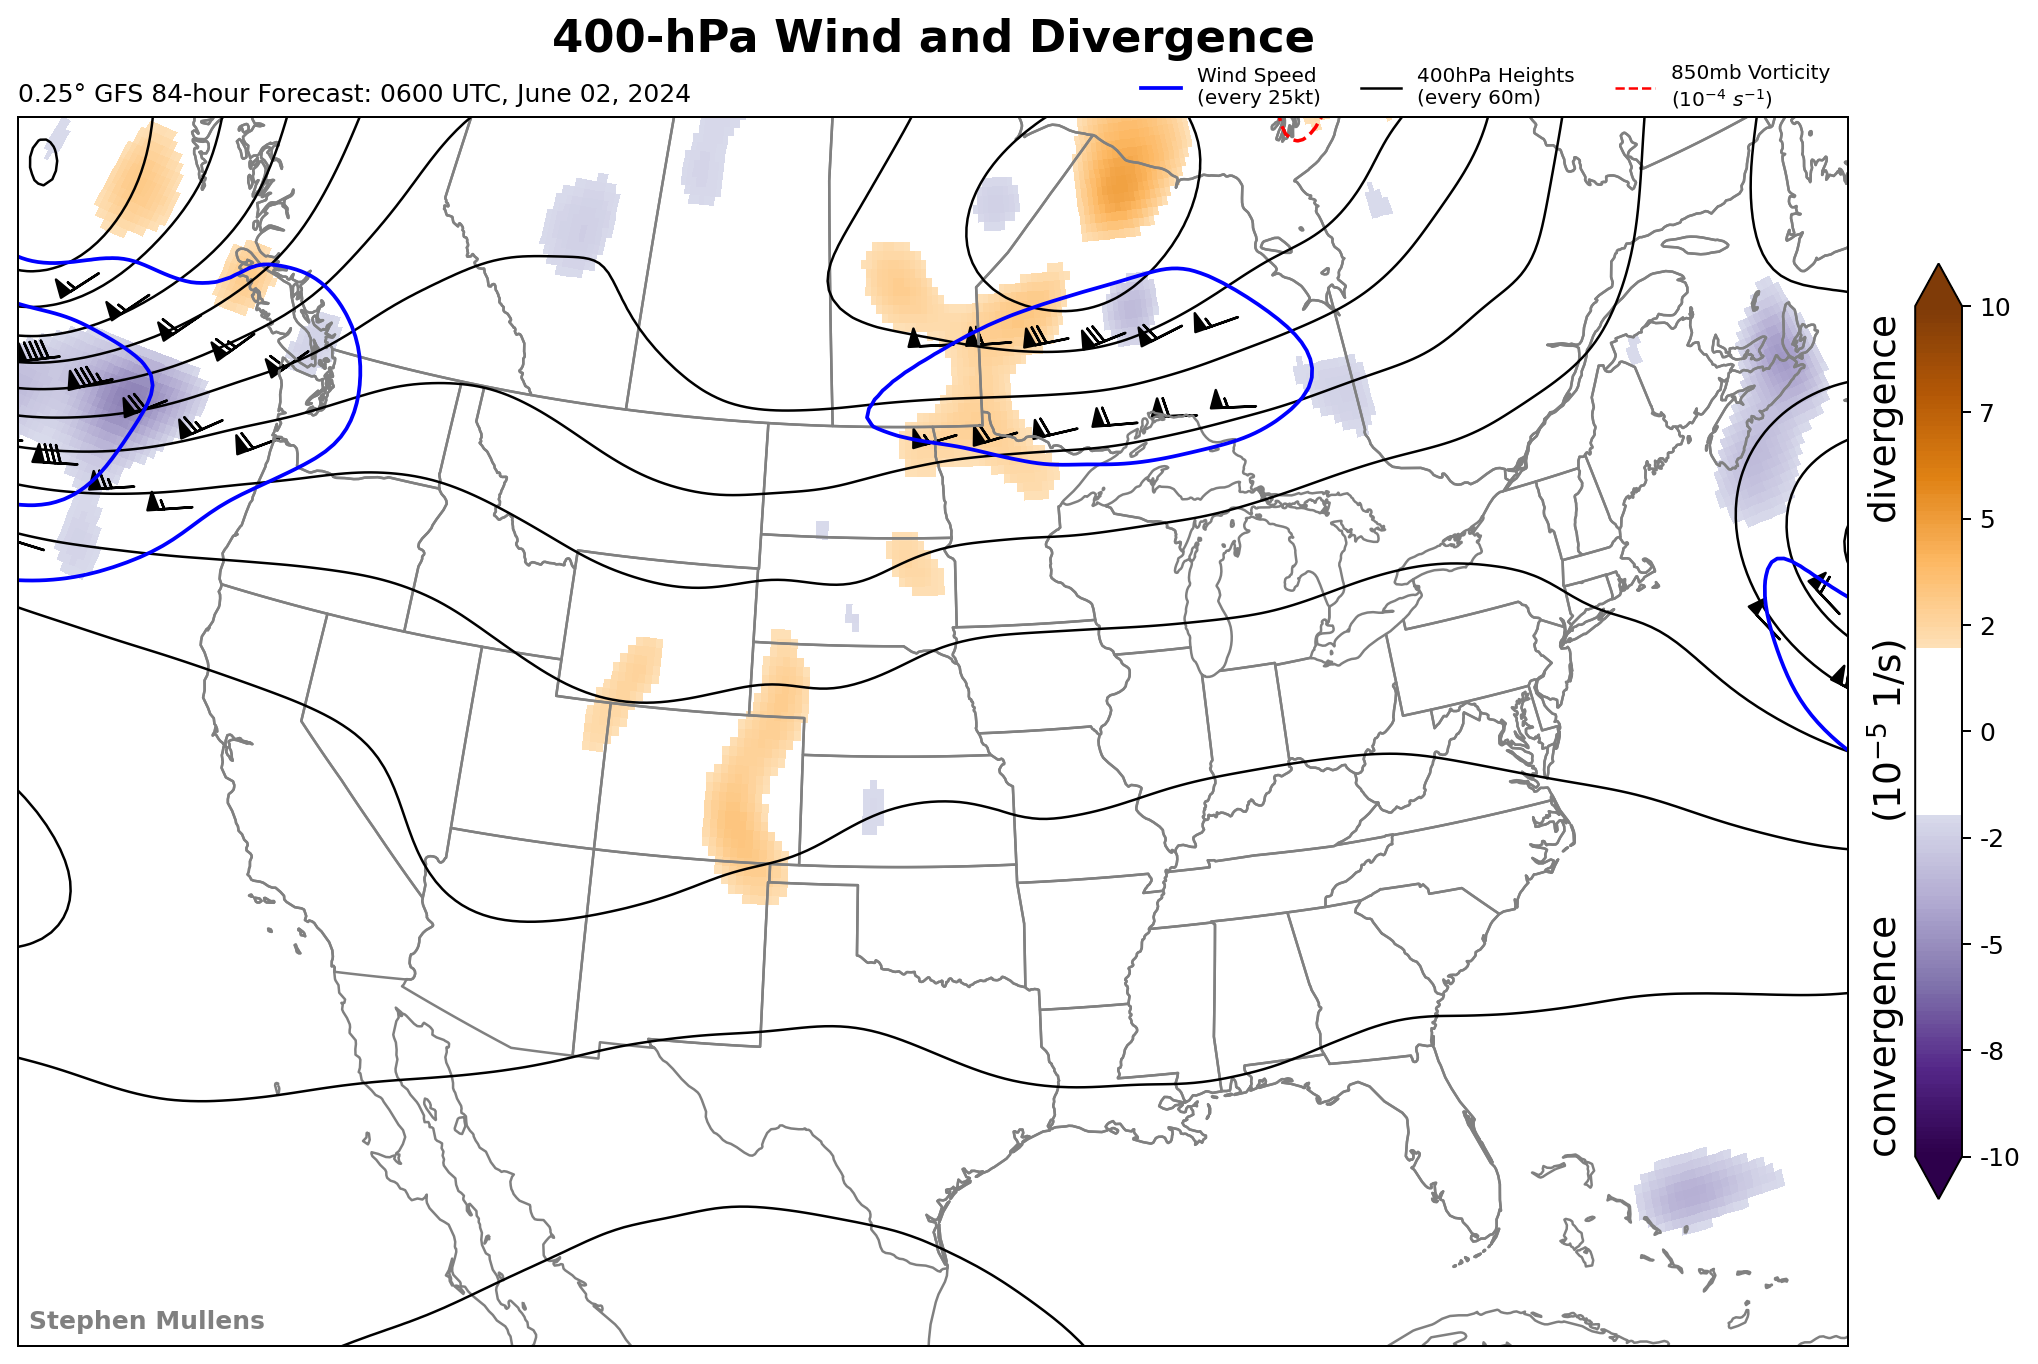 400-hPa Wind and Divergence
0.25° GFS 84-hour Forecast: 0600 UTC, June 02, 2024
Wind Speed
(every 25kt)
400hPa Heights
(every 60m)
850mb Vorticity
(10⁻⁴ s⁻¹)
10
7
5
2
0
-2
-5
-8
-10
convergence (10⁻⁵ 1/s) divergence
Stephen Mullens